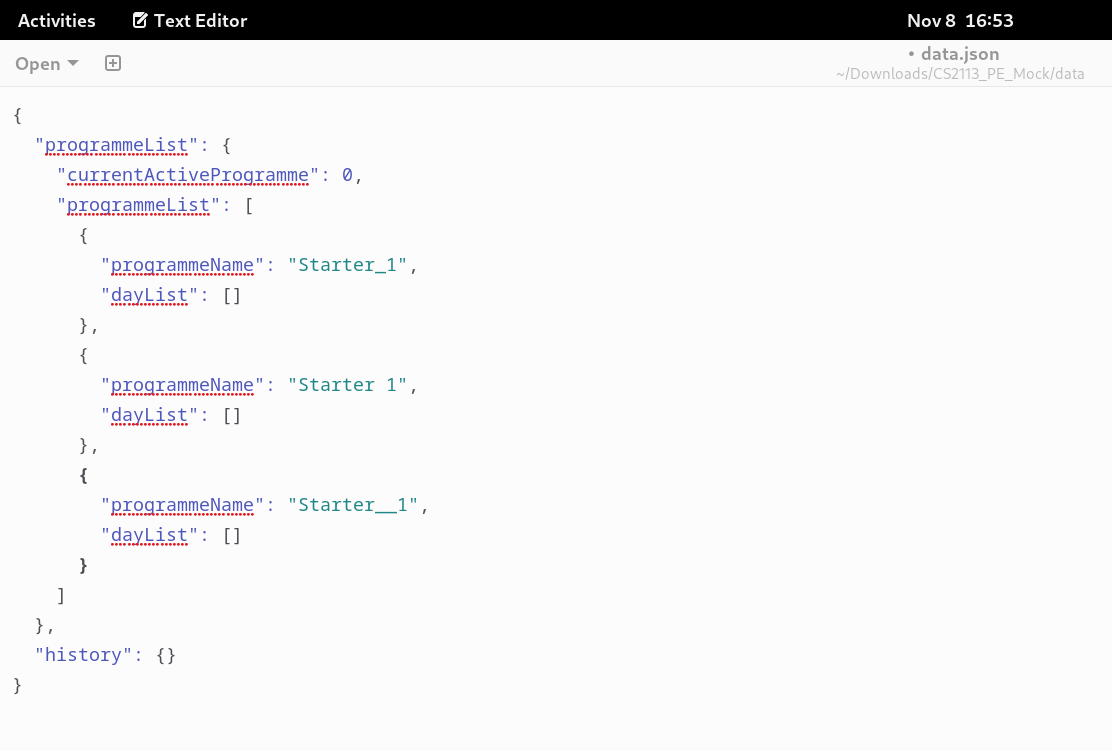 Activities Text Editor Nov 8 16:53
Open • data.json
~/Downloads/CS2113_PE_Mock/data
{
  "programmeList": {
    "currentActiveProgramme": 0,
    "programmeList": [
      {
        "programmeName": "Starter_1",
        "dayList": []
      },
      {
        "programmeName": "Starter 1",
        "dayList": []
      },
      {
        "programmeName": "Starter__1",
        "dayList": []
      }
    ]
  },
  "history": {}
}